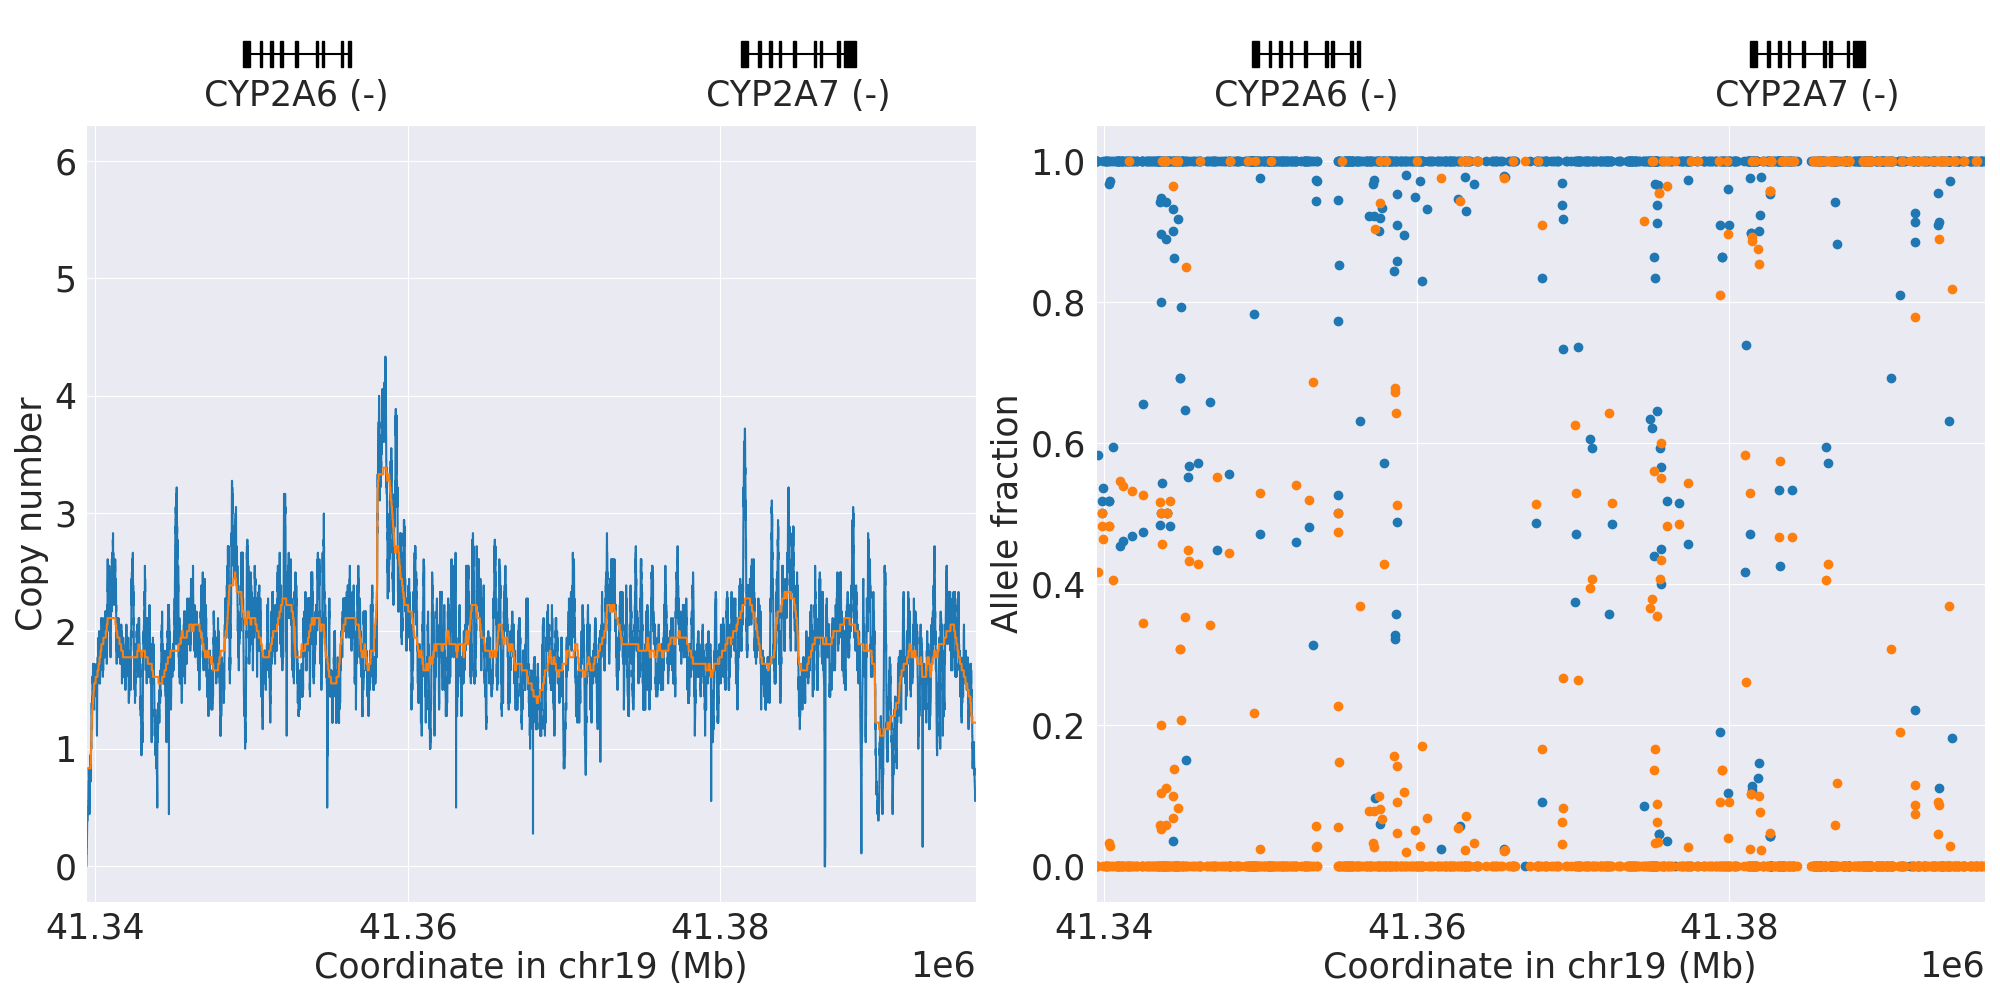 CYP2A6 (-)
CYP2A7 (-)
6
5
4
3
2
1
0
Copy number
41.34
41.36
41.38
Coordinate in chr19 (Mb)
1e6
CYP2A6 (-)
CYP2A7 (-)
1.0
0.8
0.6
0.4
0.2
0.0
Allele fraction
41.34
41.36
41.38
Coordinate in chr19 (Mb)
1e6